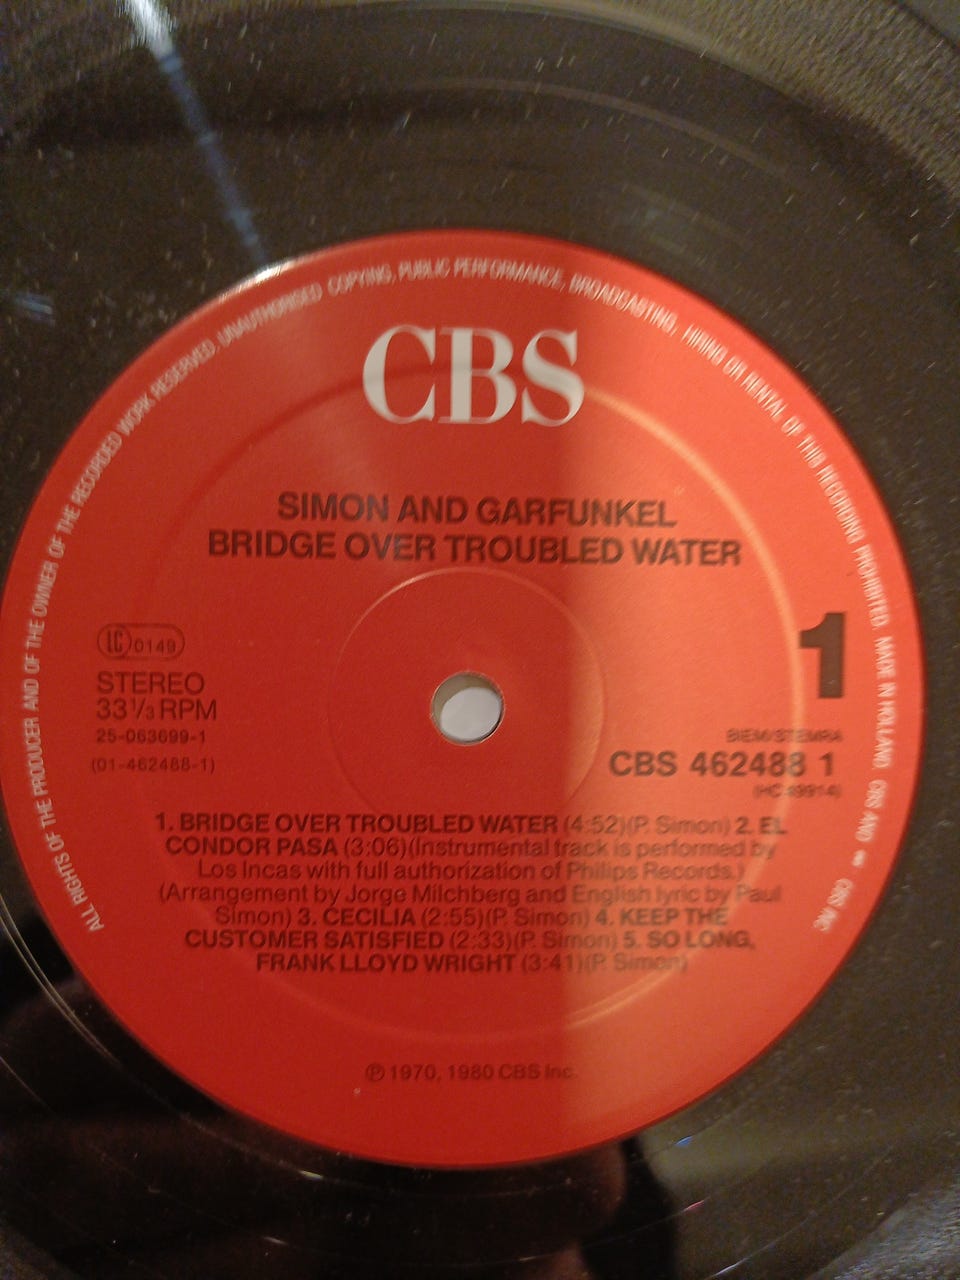 ALL RIGHTS OF THE PRODUCER AND OF THE OWNER OF THE RECORDED WORK RESERVED. UNAUTHORISED COPYING, PUBLIC PERFORMANCE, BROADCASTING, HIRING OR RENTAL OF THIS RECORDING PROHIBITED. MADE IN HOLLAND. CBS AND CBS INC
CBS
SIMON AND GARFUNKEL
BRIDGE OVER TROUBLED WATER
LC 0149
STEREO
33 1/3 RPM
25-063699-1
(01-462488-1)
1
BIEM/STEMRA
CBS 462488 1
(HC 49914)
1. BRIDGE OVER TROUBLED WATER (4:52)(P. Simon) 2. EL
CONDOR PASA (3:06)(Instrumental track is performed by
Los Incas with full authorization of Philips Records.)
(Arrangement by Jorge Milchberg and English lyric by Paul
Simon) 3. CECILIA (2:55)(P. Simon) 4. KEEP THE
CUSTOMER SATISFIED (2:33)(P. Simon) 5. SO LONG,
FRANK LLOYD WRIGHT (3:41)(P. Simon)
℗ 1970, 1980 CBS Inc.